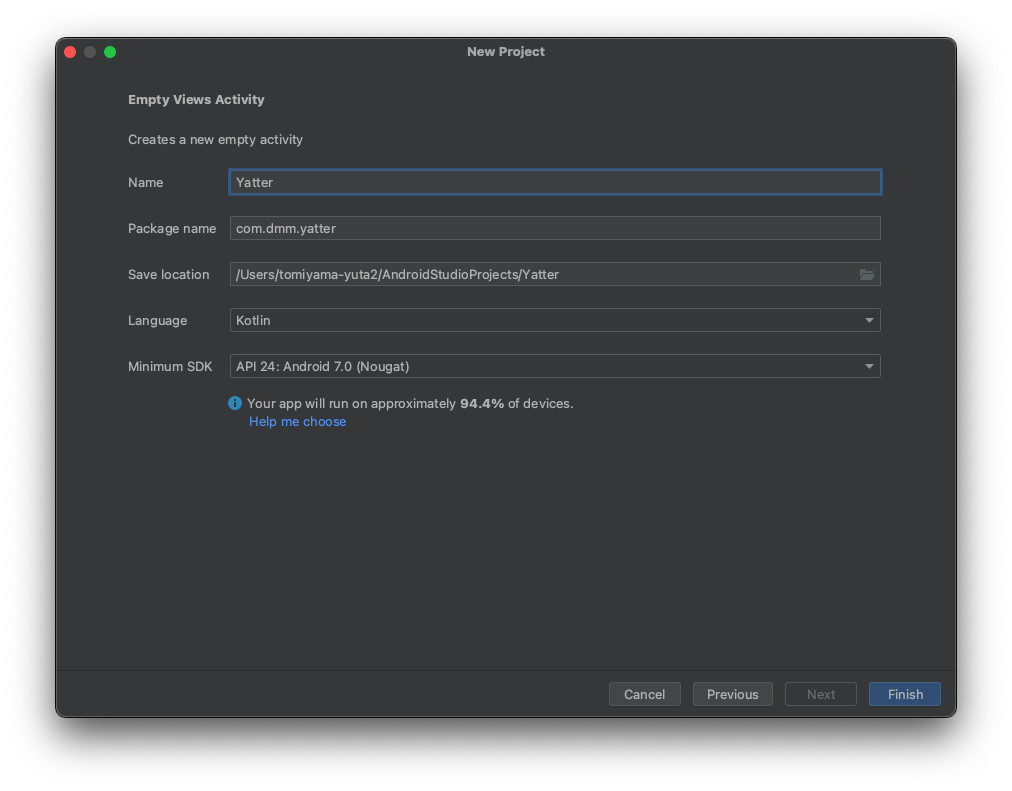 New Project
Empty Views Activity
Creates a new empty activity
Name Yatter
Package name com.dmm.yatter
Save location /Users/tomiyama-yuta2/AndroidStudioProjects/Yatter
Language Kotlin
Minimum SDK API 24: Android 7.0 (Nougat)
Your app will run on approximately 94.4% of devices.
Help me choose
Cancel Previous Next Finish